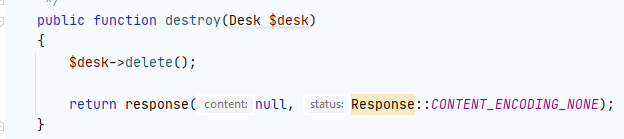 */
public function destroy(Desk $desk)
{
$desk->delete();
return response( content: null, status: Response::CONTENT_ENCODING_NONE);
}